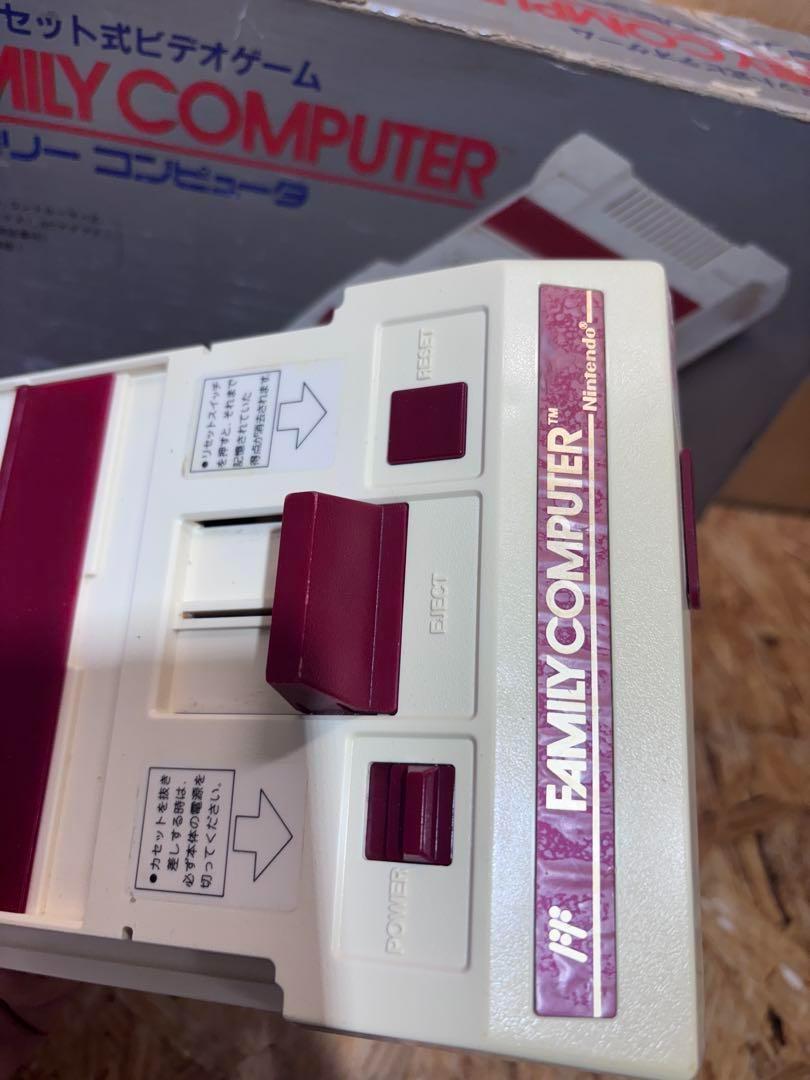 セット式ビデオゲーム
MILY COMPUTER
リー コンピュータ
RESET
●リセットスイッチ
を押すと、それまで
記憶されていた
得点が消去されます
EJECT
●カセットを抜き
差しする時は、
必ず本体の電源を
切ってください。
POWER
FAMILY COMPUTER™
Nintendo®